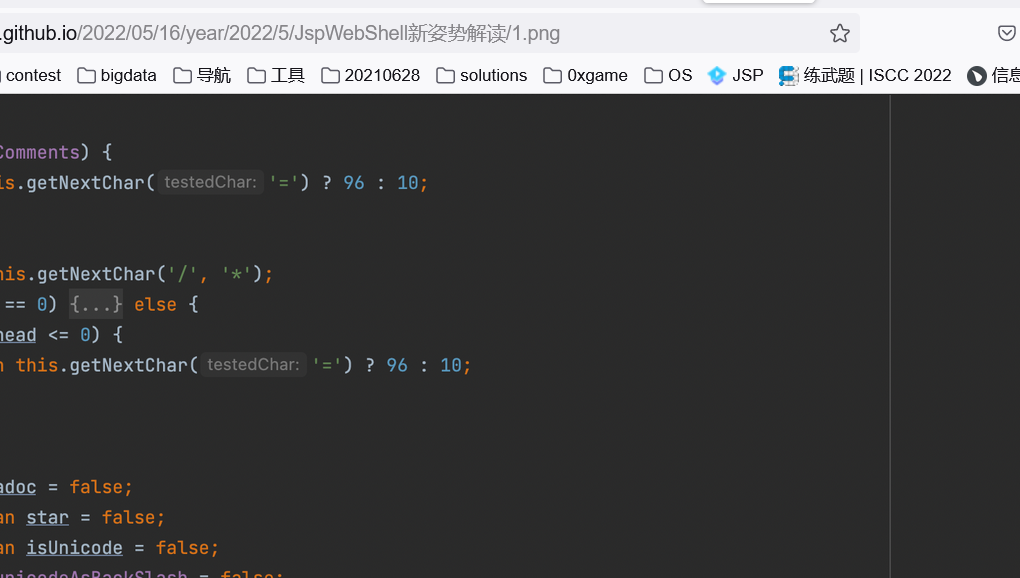 .github.io/2022/05/16/year/2022/5/JspWebShell新姿势解读/1.png
contest bigdata 导航 工具 20210628 solutions 0xgame OS JSP 练武题 | ISCC 2022 信息
Comments) {
is.getNextChar( testedChar: '=') ? 96 : 10;
his.getNextChar('/', '*');
== 0) {...} else {
head <= 0) {
n this.getNextChar( testedChar: '=') ? 96 : 10;
adoc = false;
an star = false;
an isUnicode = false;
unicodeAsBackSlash = false;